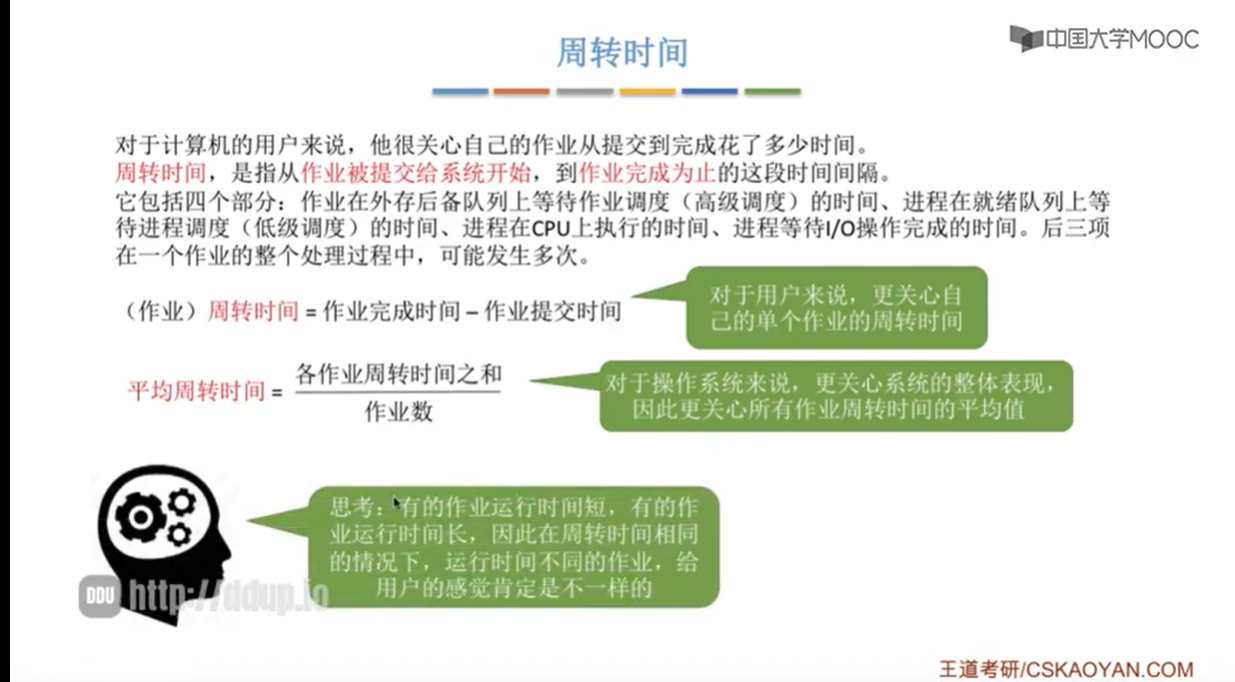 周转时间
中国大学MOOC
对于计算机的用户来说，他很关心自己的作业从提交到完成花了多少时间。
周转时间，是指从作业被提交给系统开始，到作业完成为止的这段时间间隔。
它包括四个部分：作业在外存后备队列上等待作业调度（高级调度）的时间、进程在就绪队列上等
待进程调度（低级调度）的时间、进程在CPU上执行的时间、进程等待I/O操作完成的时间。后三项
在一个作业的整个处理过程中，可能发生多次。
（作业）周转时间 = 作业完成时间 – 作业提交时间
对于用户来说，更关心自
己的单个作业的周转时间
平均周转时间 =
各作业周转时间之和
作业数
对于操作系统来说，更关心系统的整体表现，
因此更关心所有作业周转时间的平均值
思考：有的作业运行时间短，有的作
业运行时间长，因此在周转时间相同
的情况下，运行时间不同的作业，给
用户的感觉肯定是不一样的
DDU http://ddup.io
王道考研/CSKAOYAN.COM